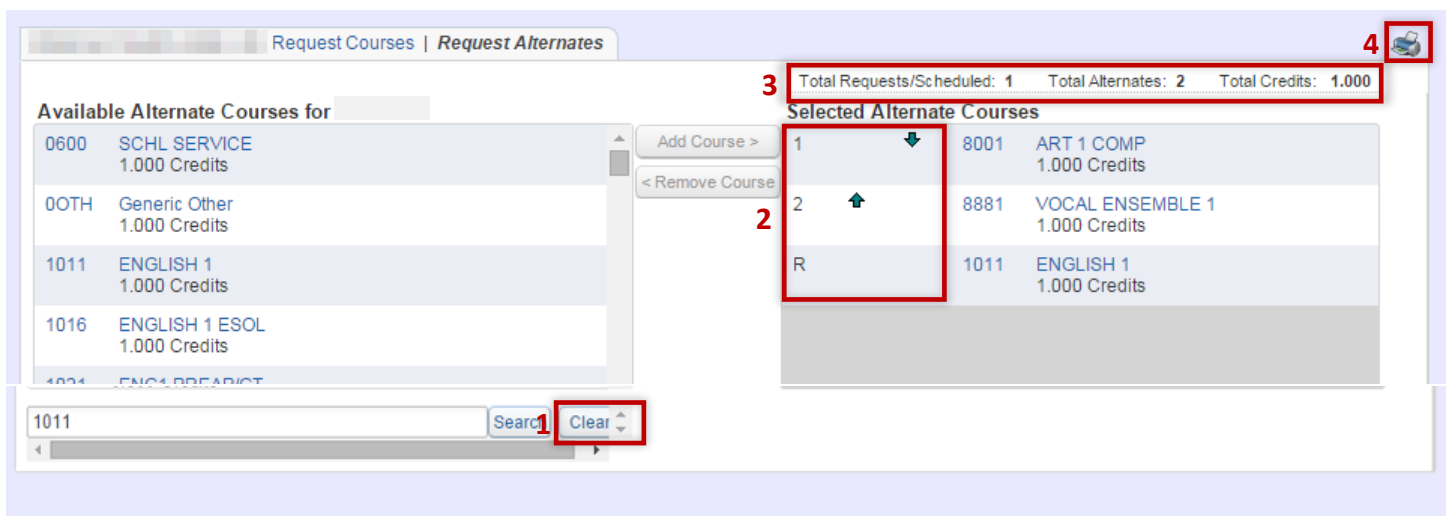 Request Courses | Request Alternates
4
3
Total Requests/Scheduled: 1 Total Alternates: 2 Total Credits: 1.000
Available Alternate Courses for
Selected Alternate Courses
0600 SCHL SERVICE
1.000 Credits
0OTH Generic Other
1.000 Credits
1011 ENGLISH 1
1.000 Credits
1016 ENGLISH 1 ESOL
1.000 Credits
Add Course >
< Remove Course
2
1 8001 ART 1 COMP
1.000 Credits
2 8881 VOCAL ENSEMBLE 1
1.000 Credits
R 1011 ENGLISH 1
1.000 Credits
1011 Search Clear
1